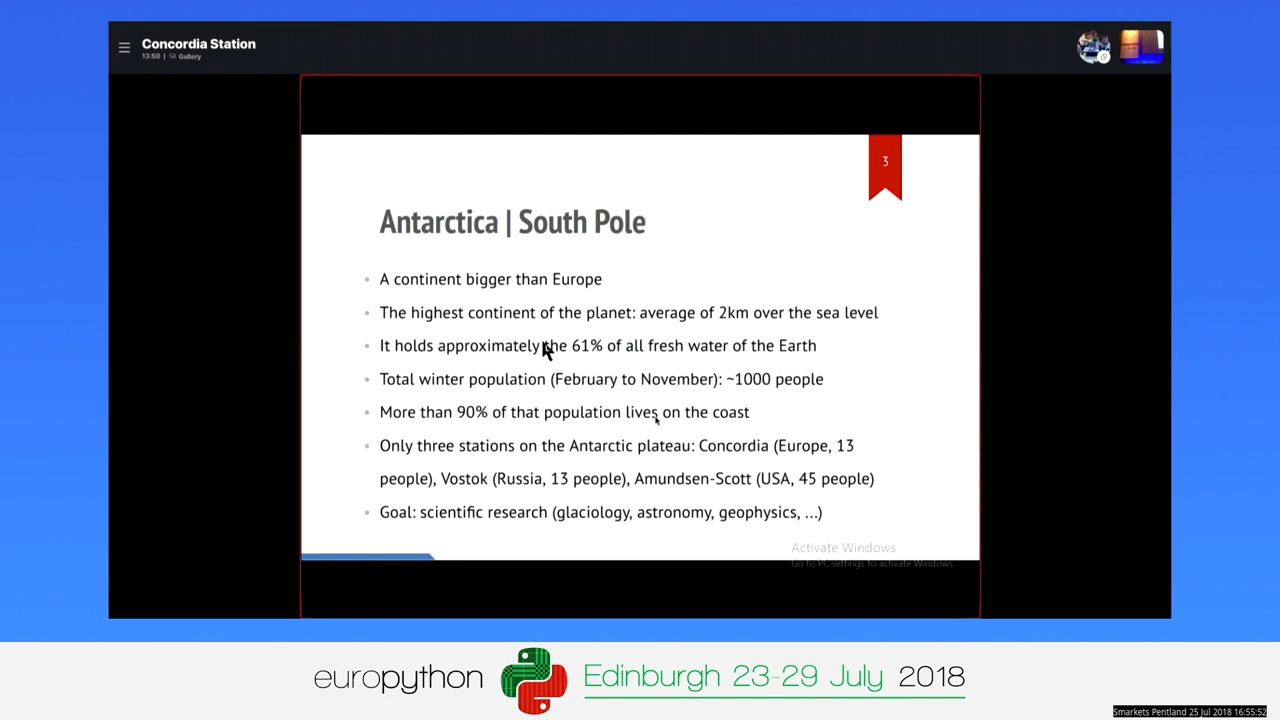 Concordia Station
13:50 | Gallery
3
Antarctica | South Pole
• A continent bigger than Europe
• The highest continent of the planet: average of 2km over the sea level
• It holds approximately the 61% of all fresh water of the Earth
• Total winter population (February to November): ~1000 people
• More than 90% of that population lives on the coast
• Only three stations on the Antarctic plateau: Concordia (Europe, 13
people), Vostok (Russia, 13 people), Amundsen-Scott (USA, 45 people)
• Goal: scientific research (glaciology, astronomy, geophysics, ...)
Activate Windows
Go to PC settings to activate Windows.
europython
Edinburgh 23-29 July 2018
Smarkets Pentland 25 Jul 2018 16:55:52